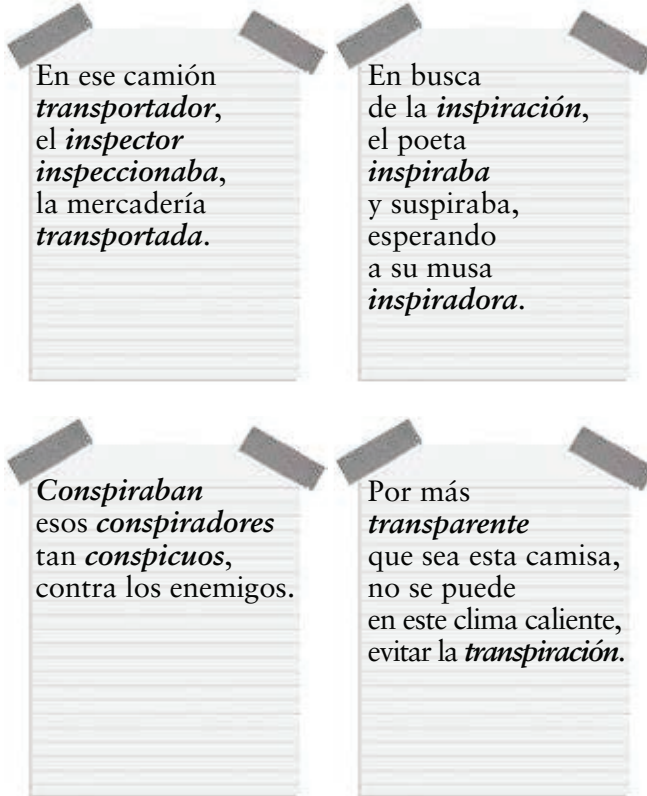 En ese camión
transportador,
el inspector
inspeccionaba,
la mercadería
transportada.
En busca
de la inspiración,
el poeta
inspiraba
y suspiraba,
esperando
a su musa
inspiradora.
Conspiraban
esos conspiradores
tan conspicuos,
contra los enemigos.
Por más
transparente
que sea esta camisa,
no se puede
en este clima caliente,
evitar la transpiración.